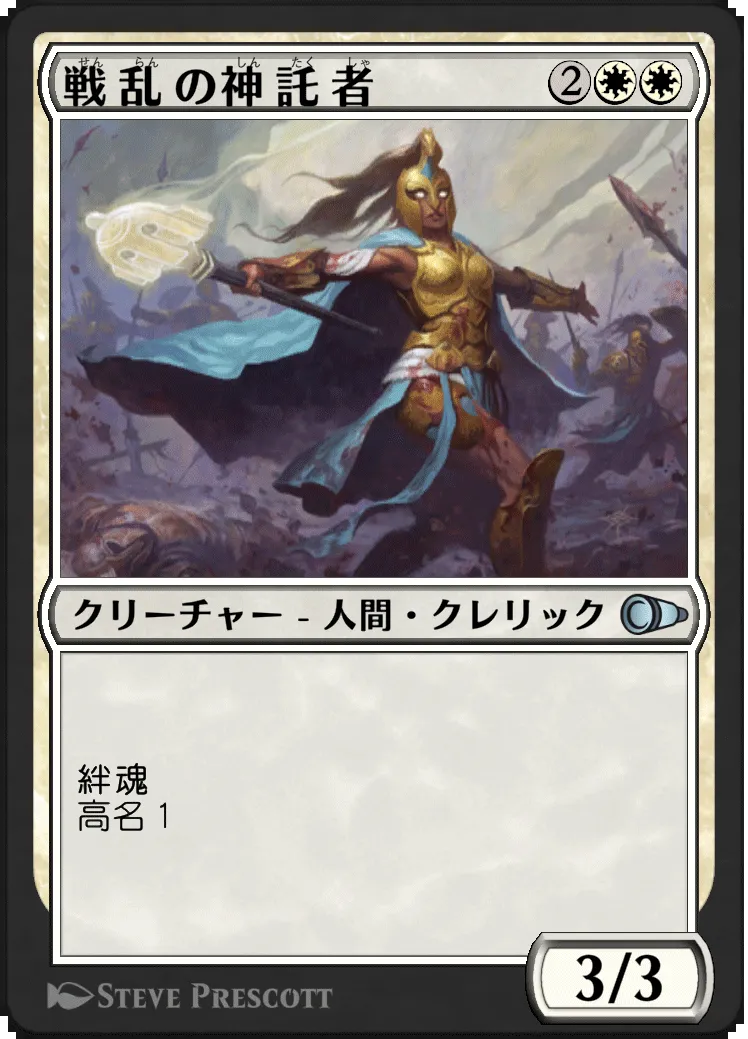 戦乱の神託者 2
クリーチャー - 人間・クレリック
絆魂
高名 1
3/3
STEVE PRESCOTT